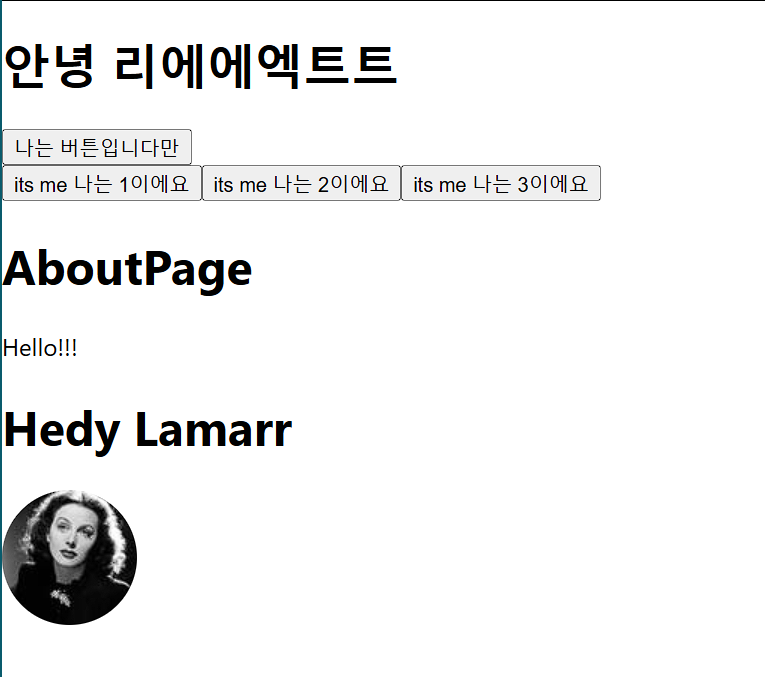 안녕 리에에엑트트
나는 버튼입니다만
its me 나는 1이에요 its me 나는 2이에요 its me 나는 3이에요
AboutPage
Hello!!!
Hedy Lamarr